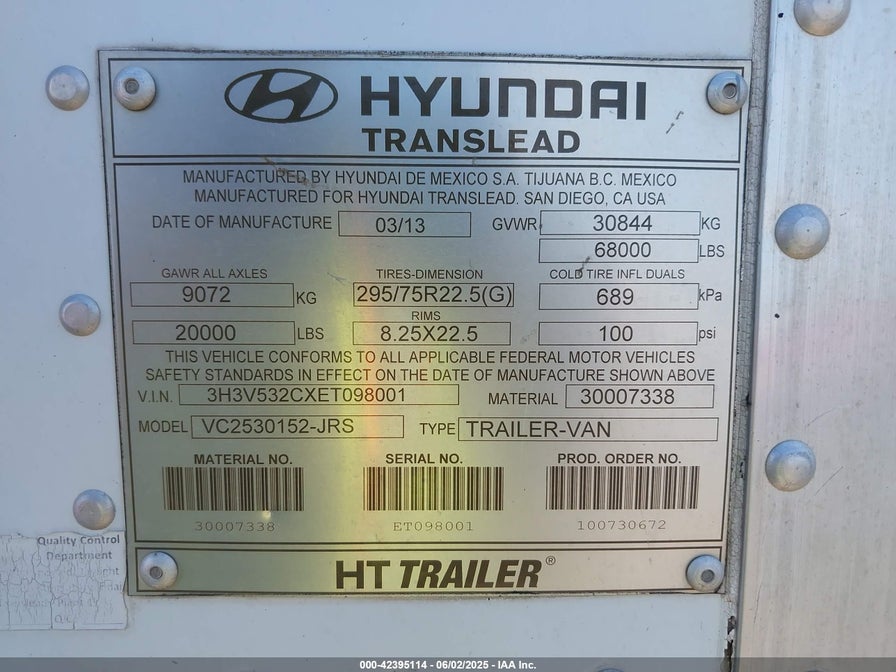 HYUNDAI
TRANSLEAD
MANUFACTURED BY HYUNDAI DE MEXICO S.A. TIJUANA B.C. MEXICO
MANUFACTURED FOR HYUNDAI TRANSLEAD. SAN DIEGO, CA USA
DATE OF MANUFACTURE 03/13 GVWR 30844 KG
68000 LBS
GAWR ALL AXLES TIRES-DIMENSION COLD TIRE INFL DUALS
9072 KG 295/75R22.5(G) 689 kPa
RIMS
20000 LBS 8.25X22.5 100 psi
THIS VEHICLE CONFORMS TO ALL APPLICABLE FEDERAL MOTOR VEHICLES
SAFETY STANDARDS IN EFFECT ON THE DATE OF MANUFACTURE SHOWN ABOVE
V.I.N. 3H3V532CXET098001 MATERIAL 30007338
MODEL VC2530152-JRS TYPE TRAILER-VAN
MATERIAL NO. SERIAL NO. PROD. ORDER NO.
30007338 ET098001 100730672
HT TRAILER®
Quality Control
Department
000-42395114 | 06/02/2025 - IAA Inc.